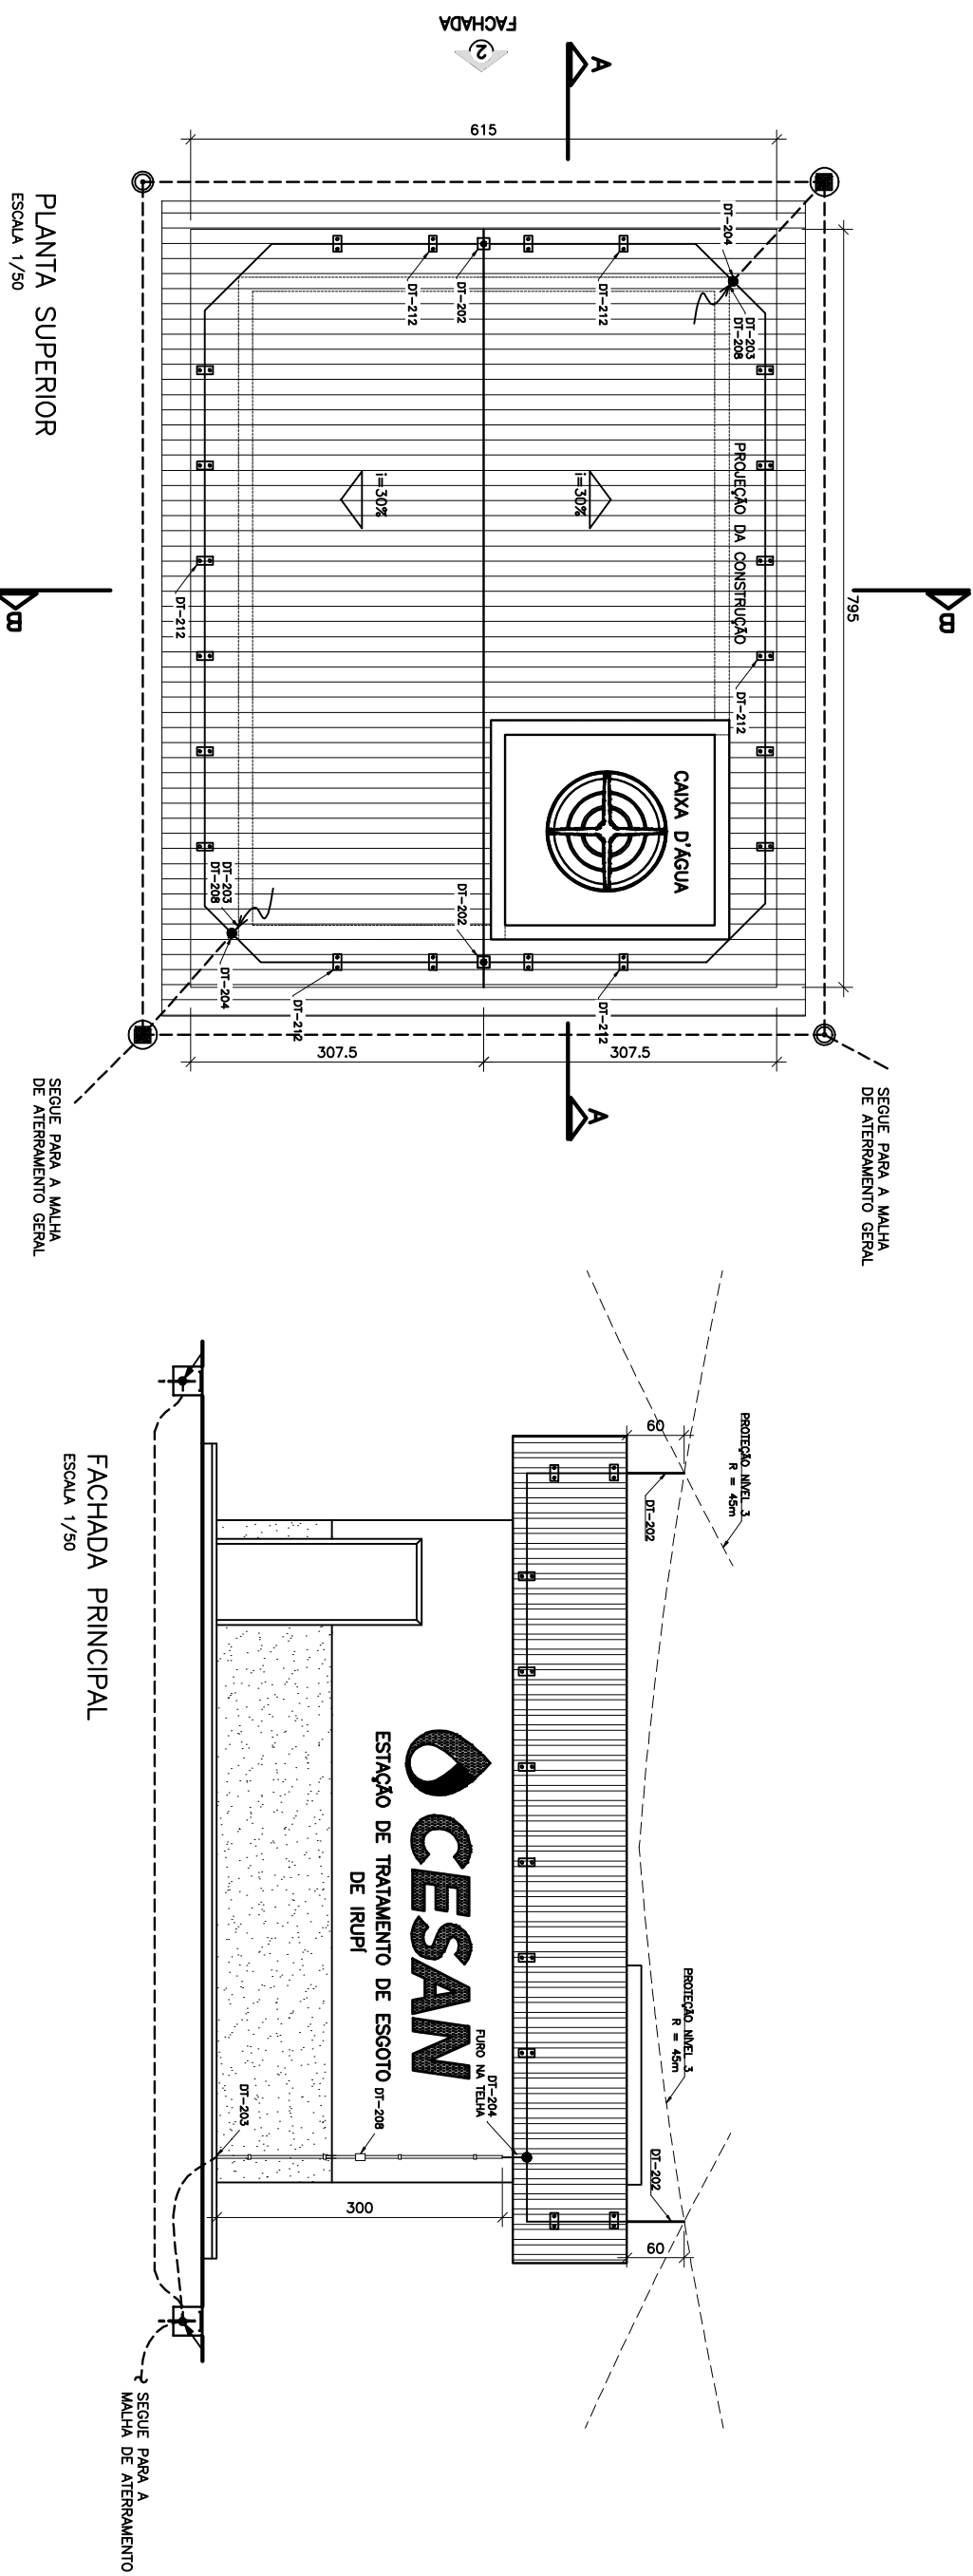 FACHADA
2
A
615
PLANTA SUPERIOR
ESCALA 1/50
DT-204
DT-203
DT-208
DT-212
DT-202
DT-212
PROJEÇÃO DA CONSTRUÇÃO
i=30%
i=30%
795
B
B
DT-212
DT-212
CAIXA D'ÁGUA
DT-202
DT-203
DT-208
DT-204
DT-212
DT-212
307.5
307.5
A
SEGUE PARA A MALHA
DE ATERRAMENTO GERAL
SEGUE PARA A MALHA
DE ATERRAMENTO GERAL
PROTEÇÃO NÍVEL 3
R = 45m
60
DT-202
PROTEÇÃO NÍVEL 3
R = 45m
DT-202
60
CESAN
ESTAÇÃO DE TRATAMENTO DE ESGOTO
DE IRUPÍ
DT-204
FURO NA TELHA
DT-208
DT-203
300
SEGUE PARA A
MALHA DE ATERRAMENTO
FACHADA PRINCIPAL
ESCALA 1/50